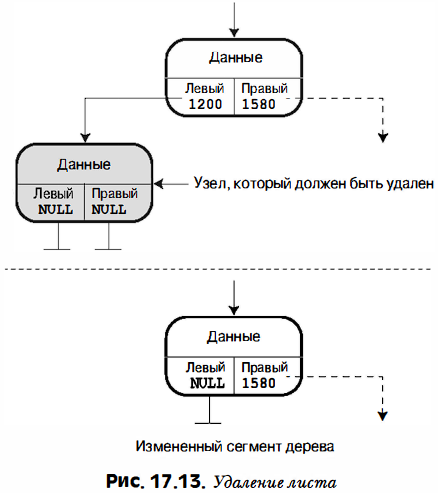 Данные
Левый Правый
1200 1580
Данные
Левый Правый
NULL NULL
Узел, который должен быть удален
Данные
Левый Правый
NULL 1580
Измененный сегмент дерева
Рис. 17.13. Удаление листа